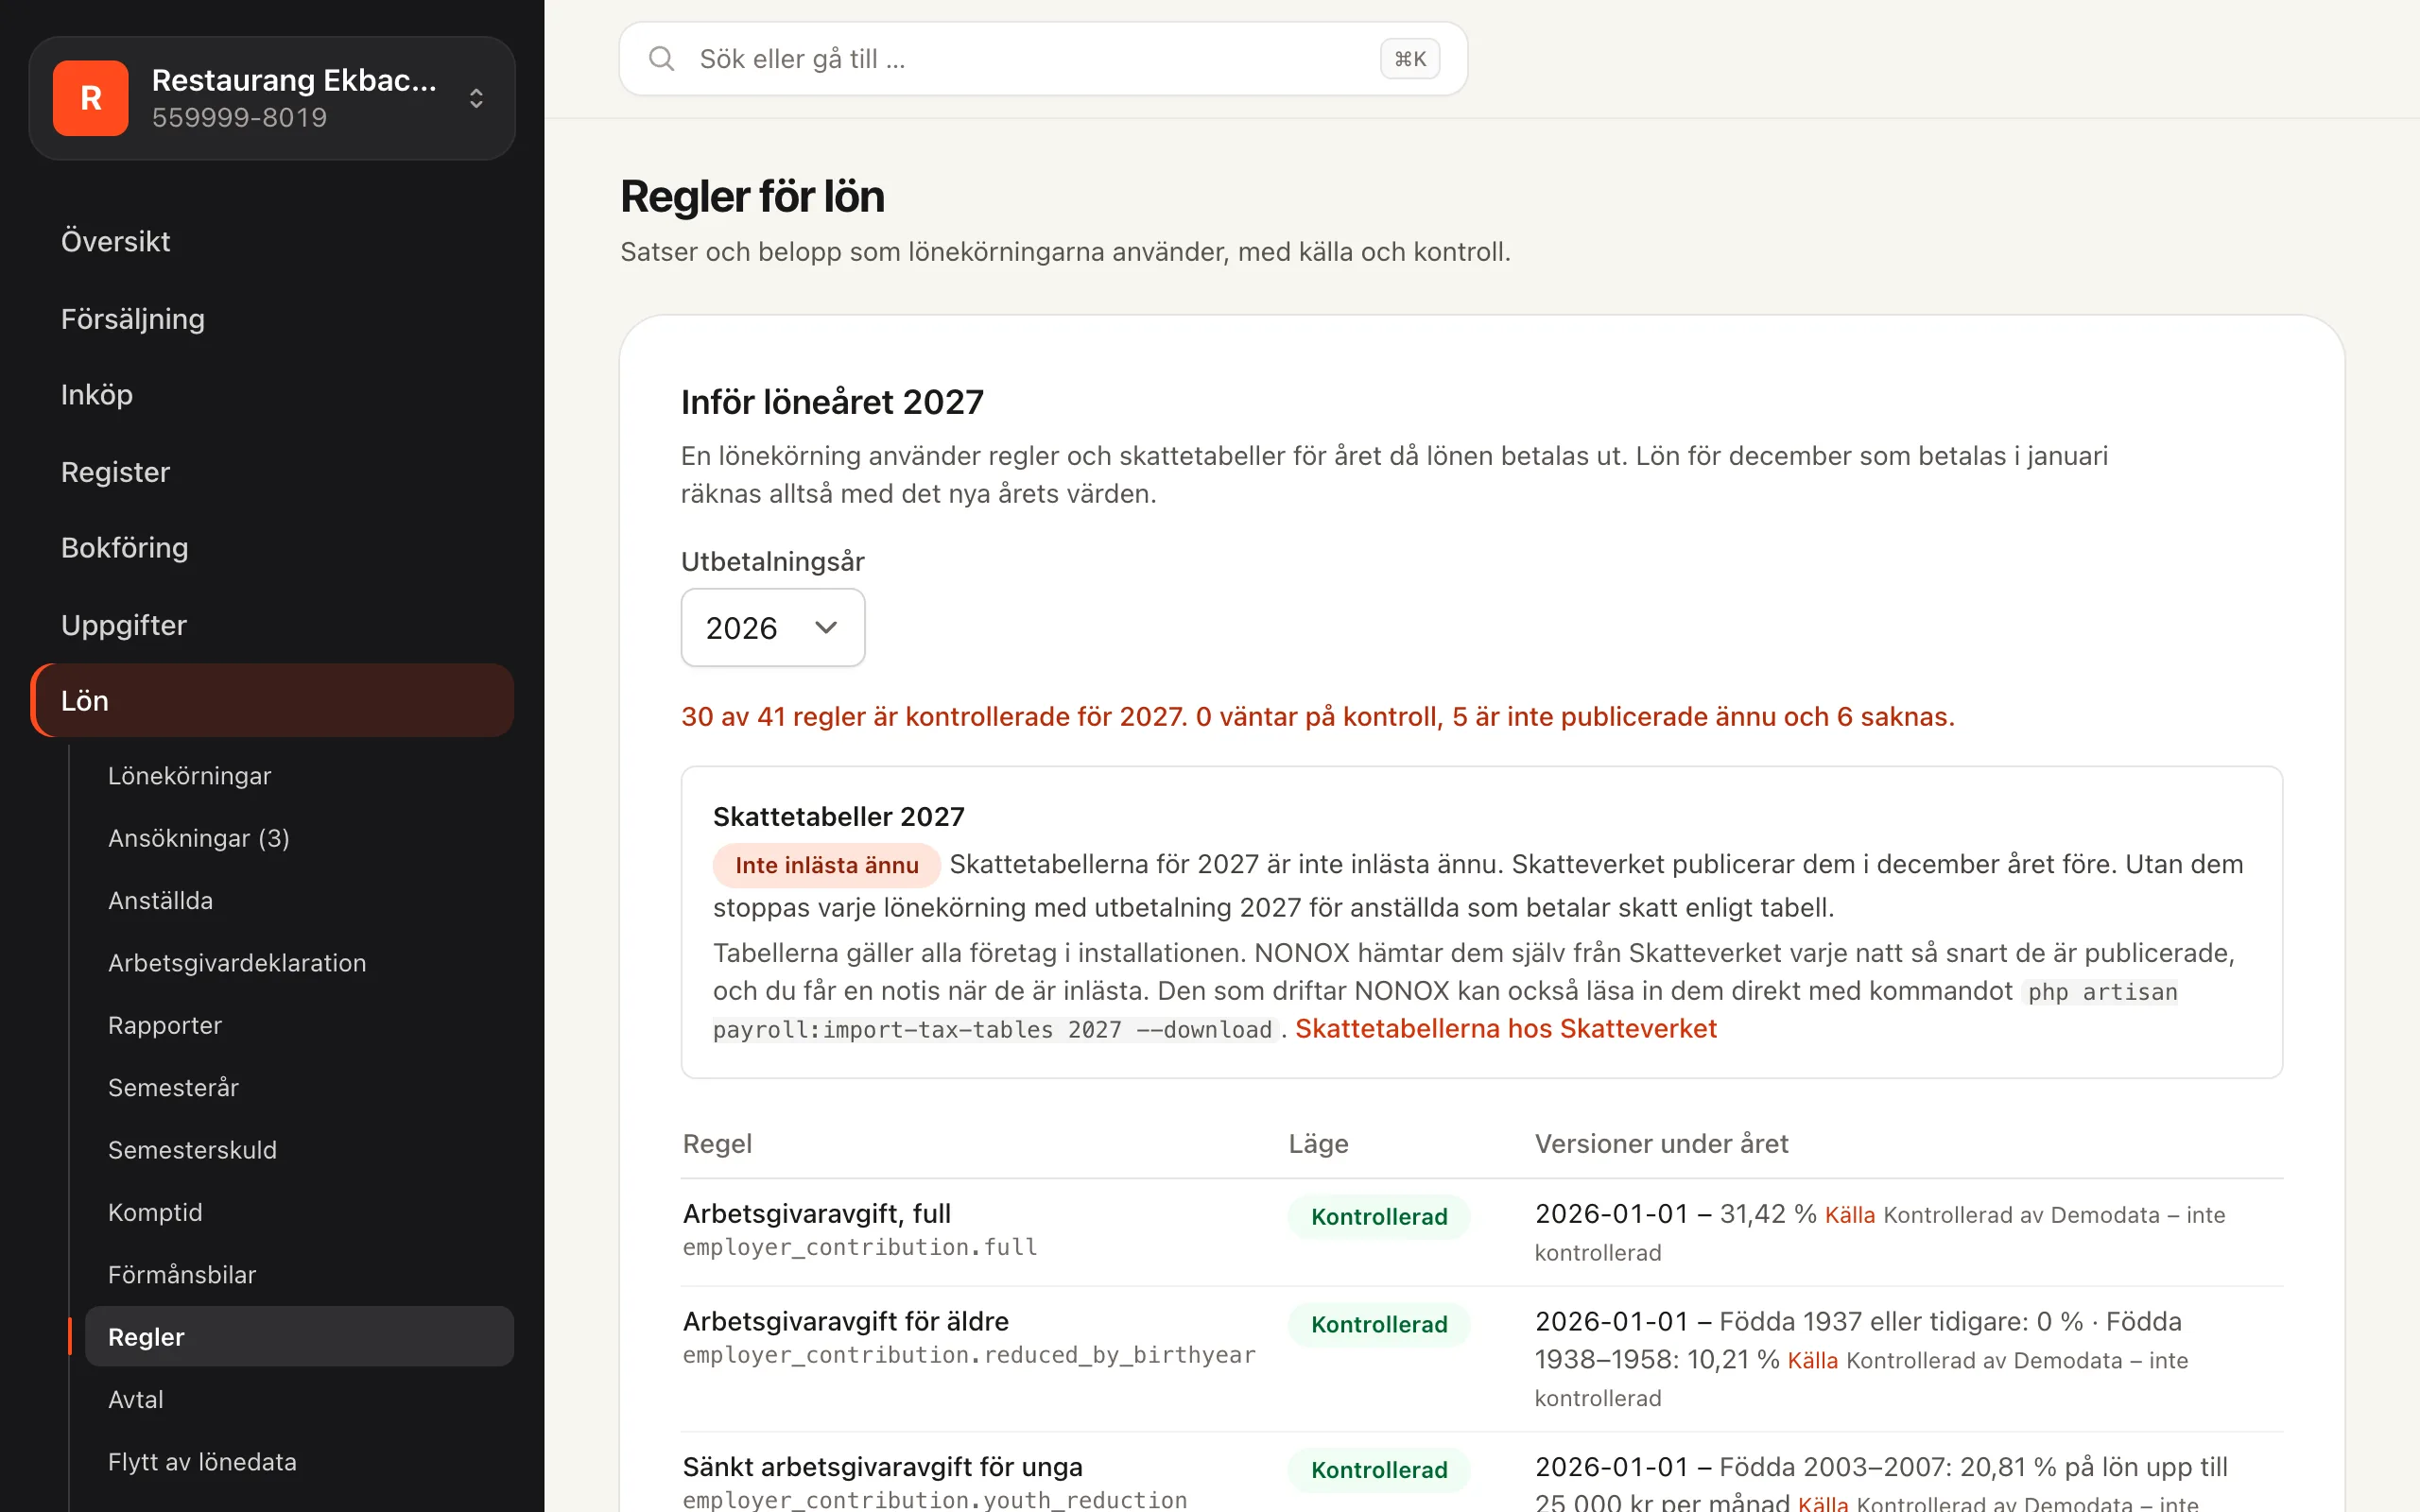 R
Restaurang Ekbac...
559999-8019
Översikt
Försäljning
Inköp
Register
Bokföring
Uppgifter
Lön
Lönekörningar
Ansökningar (3)
Anställda
Arbetsgivardeklaration
Rapporter
Semesterår
Semesterskuld
Komptid
Förmånsbilar
Regler
Avtal
Flytt av lönedata
Sök eller gå till ...
⌘K
Regler för lön
Satser och belopp som lönekörningarna använder, med källa och kontroll.
Inför löneåret 2027
En lönekörning använder regler och skattetabeller för året då lönen betalas ut. Lön för december som betalas i januari
räknas alltså med det nya årets värden.
Utbetalningsår
2026
30 av 41 regler är kontrollerade för 2027. 0 väntar på kontroll, 5 är inte publicerade ännu och 6 saknas.
Skattetabeller 2027
Inte inlästa ännu Skattetabellerna för 2027 är inte inlästa ännu. Skatteverket publicerar dem i december året före. Utan dem
stoppas varje lönekörning med utbetalning 2027 för anställda som betalar skatt enligt tabell.
Tabellerna gäller alla företag i installationen. NONOX hämtar dem själv från Skatteverket varje natt så snart de är publicerade,
och du får en notis när de är inlästa. Den som driftar NONOX kan också läsa in dem direkt med kommandot php artisan
payroll:import-tax-tables 2027 --download. Skattetabellerna hos Skatteverket
Regel Läge Versioner under året
Arbetsgivaravgift, full Kontrollerad 2026-01-01 – 31,42 % Källa Kontrollerad av Demodata – inte
employer_contribution.full kontrollerad
Arbetsgivaravgift för äldre Kontrollerad 2026-01-01 – Födda 1937 eller tidigare: 0 % · Födda
employer_contribution.reduced_by_birthyear 1938–1958: 10,21 % Källa Kontrollerad av Demodata – inte
kontrollerad
Sänkt arbetsgivaravgift för unga Kontrollerad 2026-01-01 – Födda 2003–2007: 20,81 % på lön upp till
employer_contribution.youth_reduction 25 000 kr per månad Källa Kontrollerad av Demodata – inte